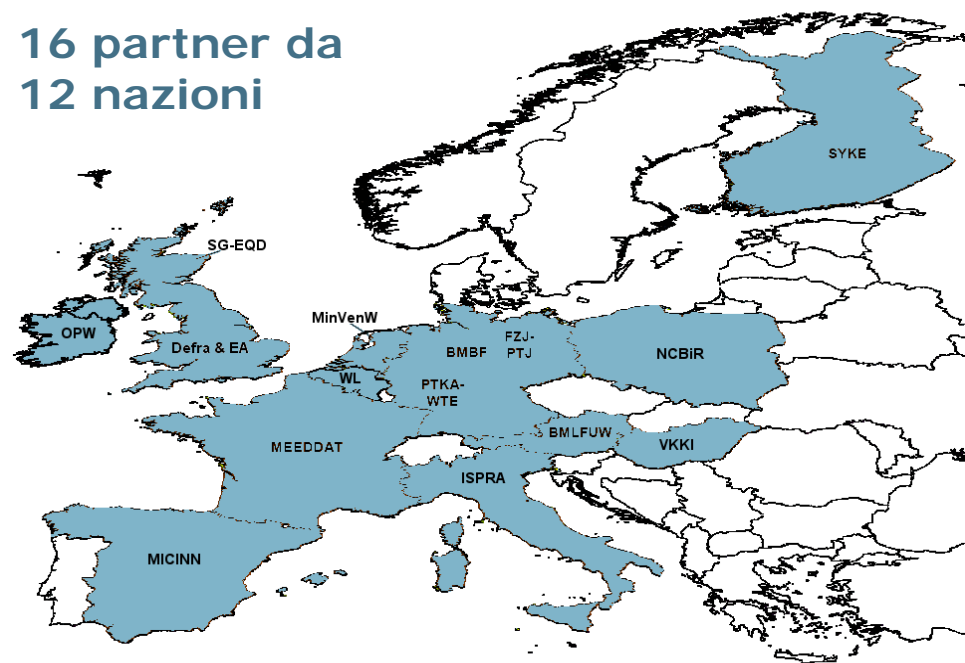 16 partner da
12 nazioni
SYKE
SG-EQD
OPW
MinVenW
Defra & EA
BMBF
FZJ-
PTJ
NCBiR
WL
PTKA-
WTE
BMLFUW
VKKI
MEEDDAT
ISPRA
MICINN